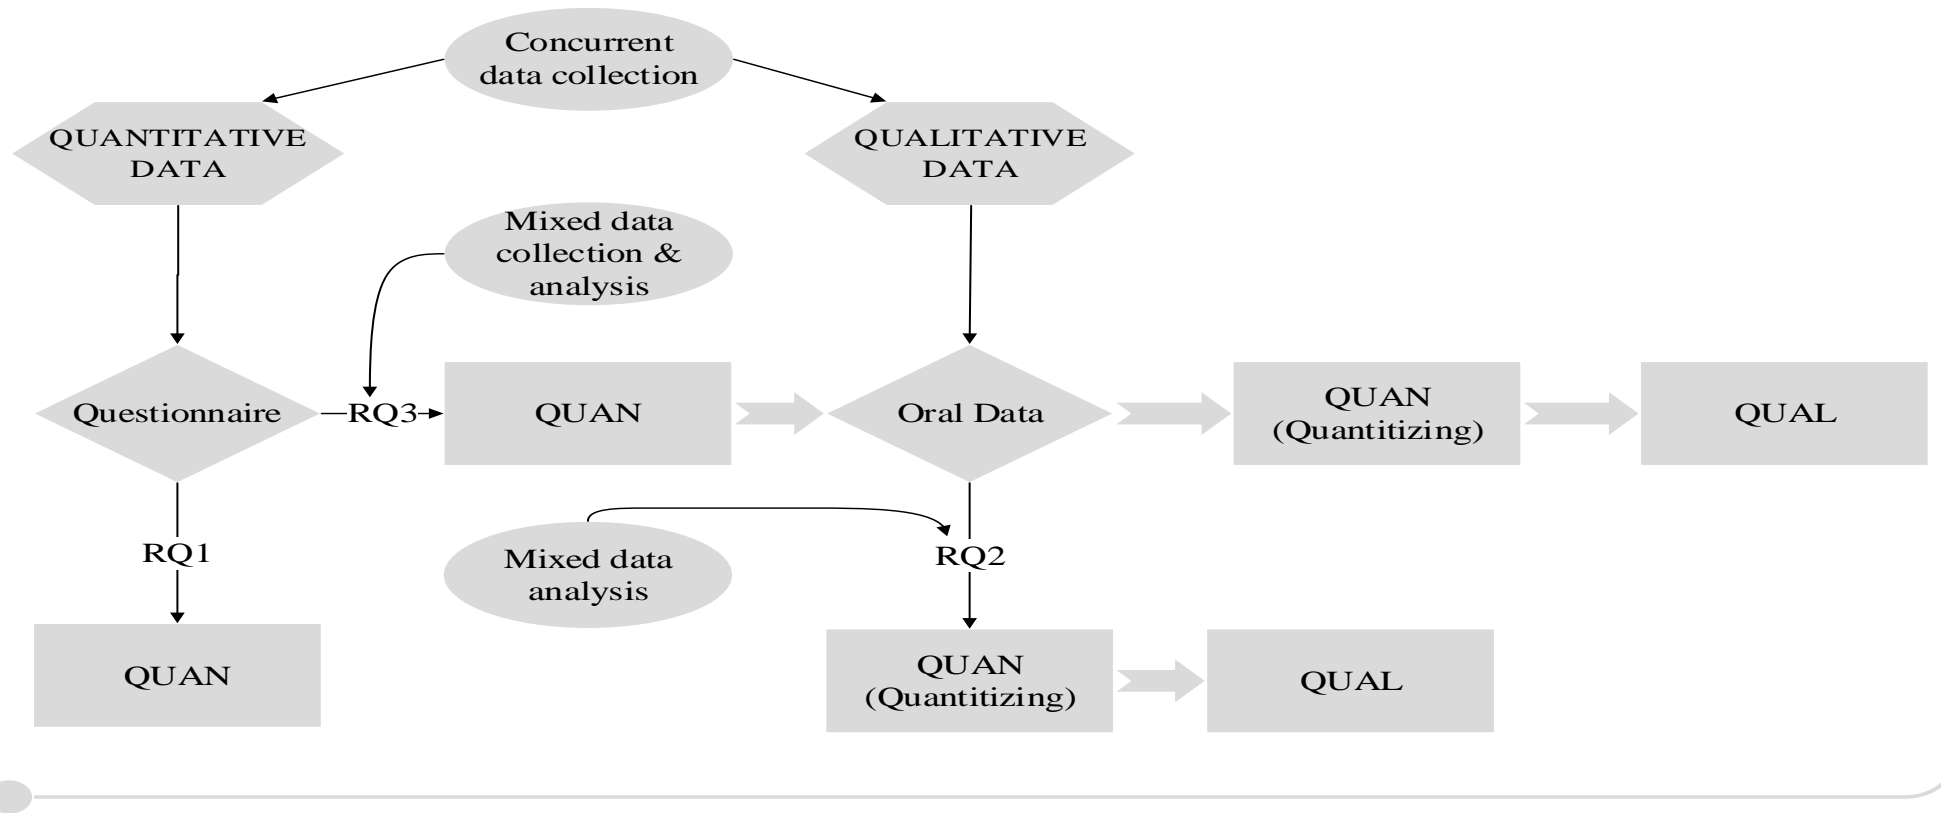 Concurrent
data collection
QUANTITATIVE
DATA
QUALITATIVE
DATA
Mixed data
collection &
analysis
Questionnaire
RQ3
QUAN
Oral Data
QUAN
(Quantitizing)
QUAL
RQ1
Mixed data
analysis
RQ2
QUAN
QUAN
(Quantitizing)
QUAL